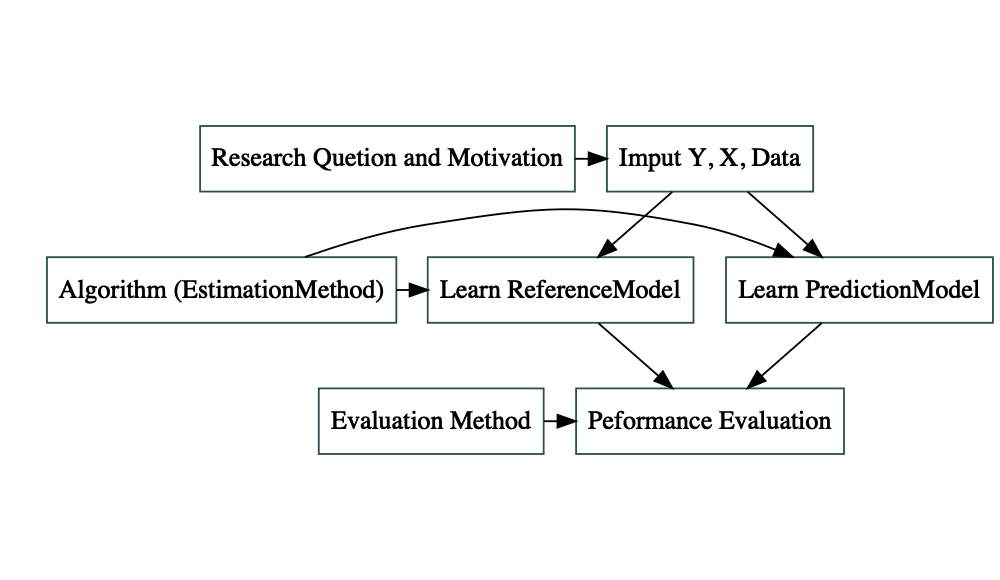 Research Quetion and Motivation
Imput Y, X, Data
Algorithm (EstimationMethod)
Learn ReferenceModel
Learn PredictionModel
Evaluation Method
Peformance Evaluation